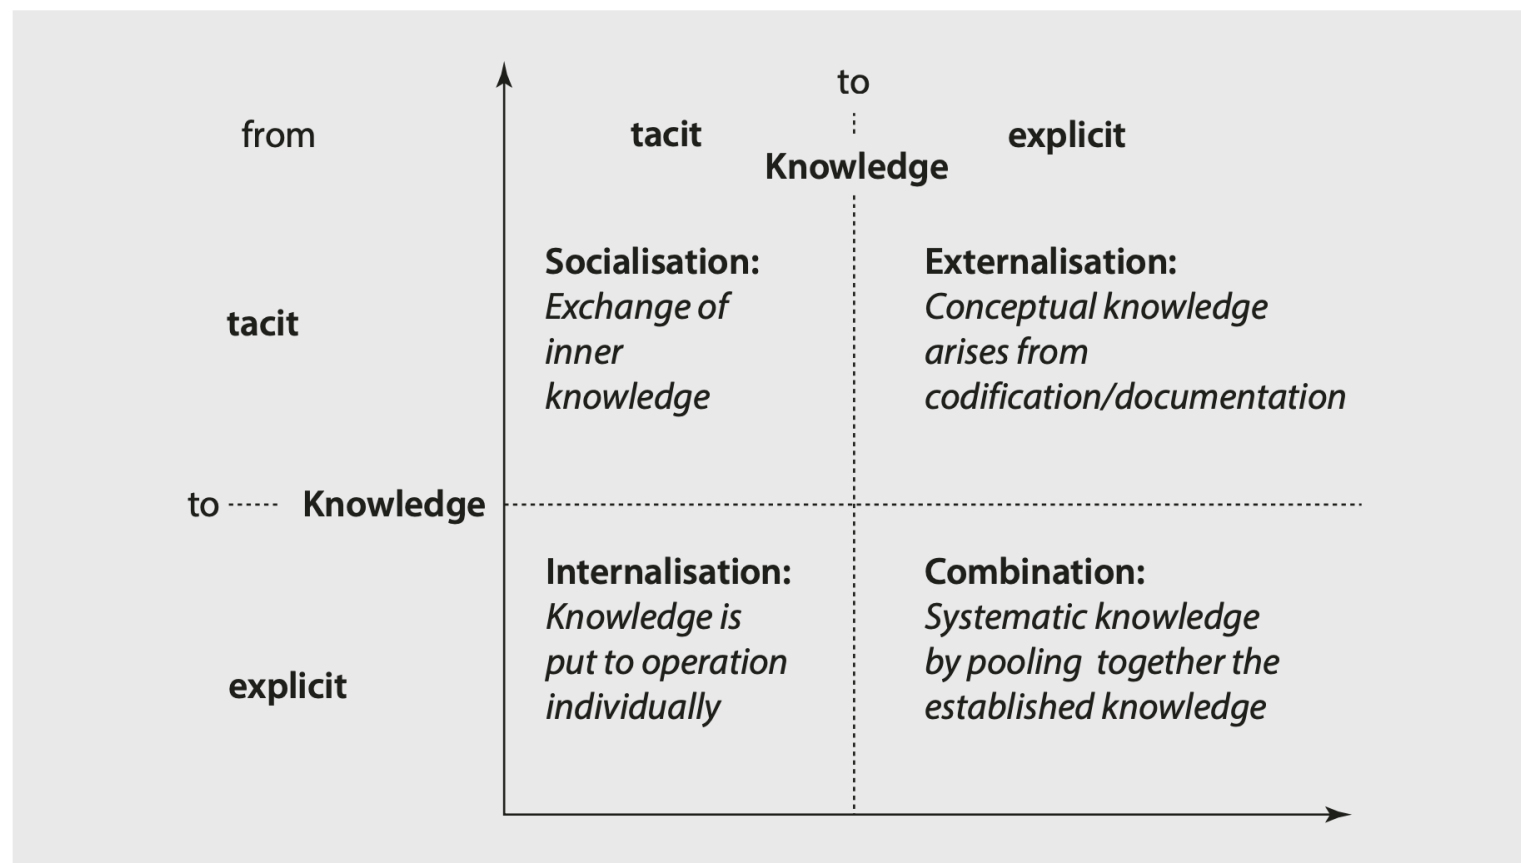 to
from
tacit
explicit
Knowledge
Socialisation:
Exchange of
inner
knowledge
Externalisation:
Conceptual knowledge
arises from
codification/documentation
tacit
to
Knowledge
Internalisation:
Knowledge is
put to operation
individually
Combination:
Systematic knowledge
by pooling together the
established knowledge
explicit